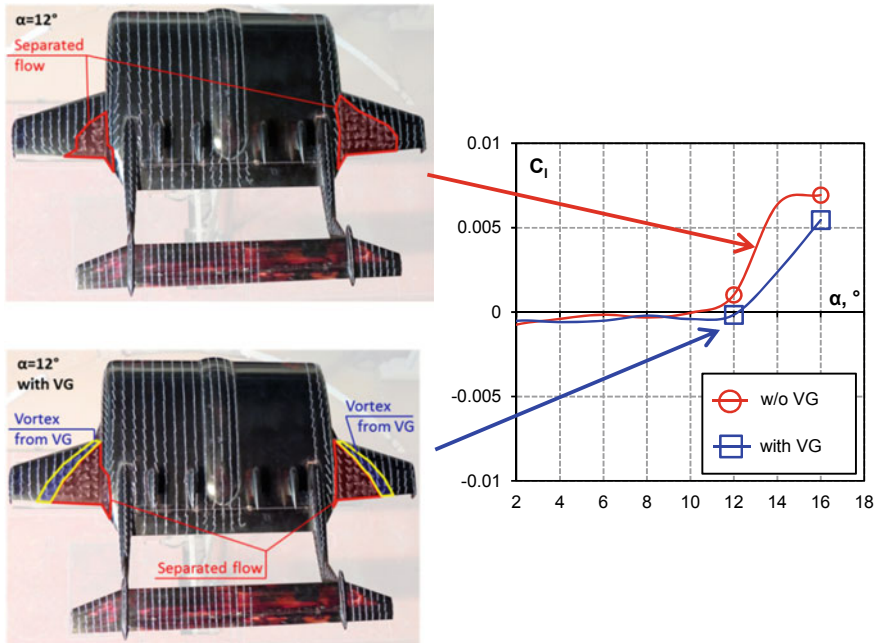 α=12°
Separated
flow
α=12°
with VG
Vortex
from VG
Vortex
from VG
Separated flow
0.01
0.005
0
-0.005
-0.01
Cl
α, °
w/o VG
with VG
2 4 6 8 10 12 14 16 18